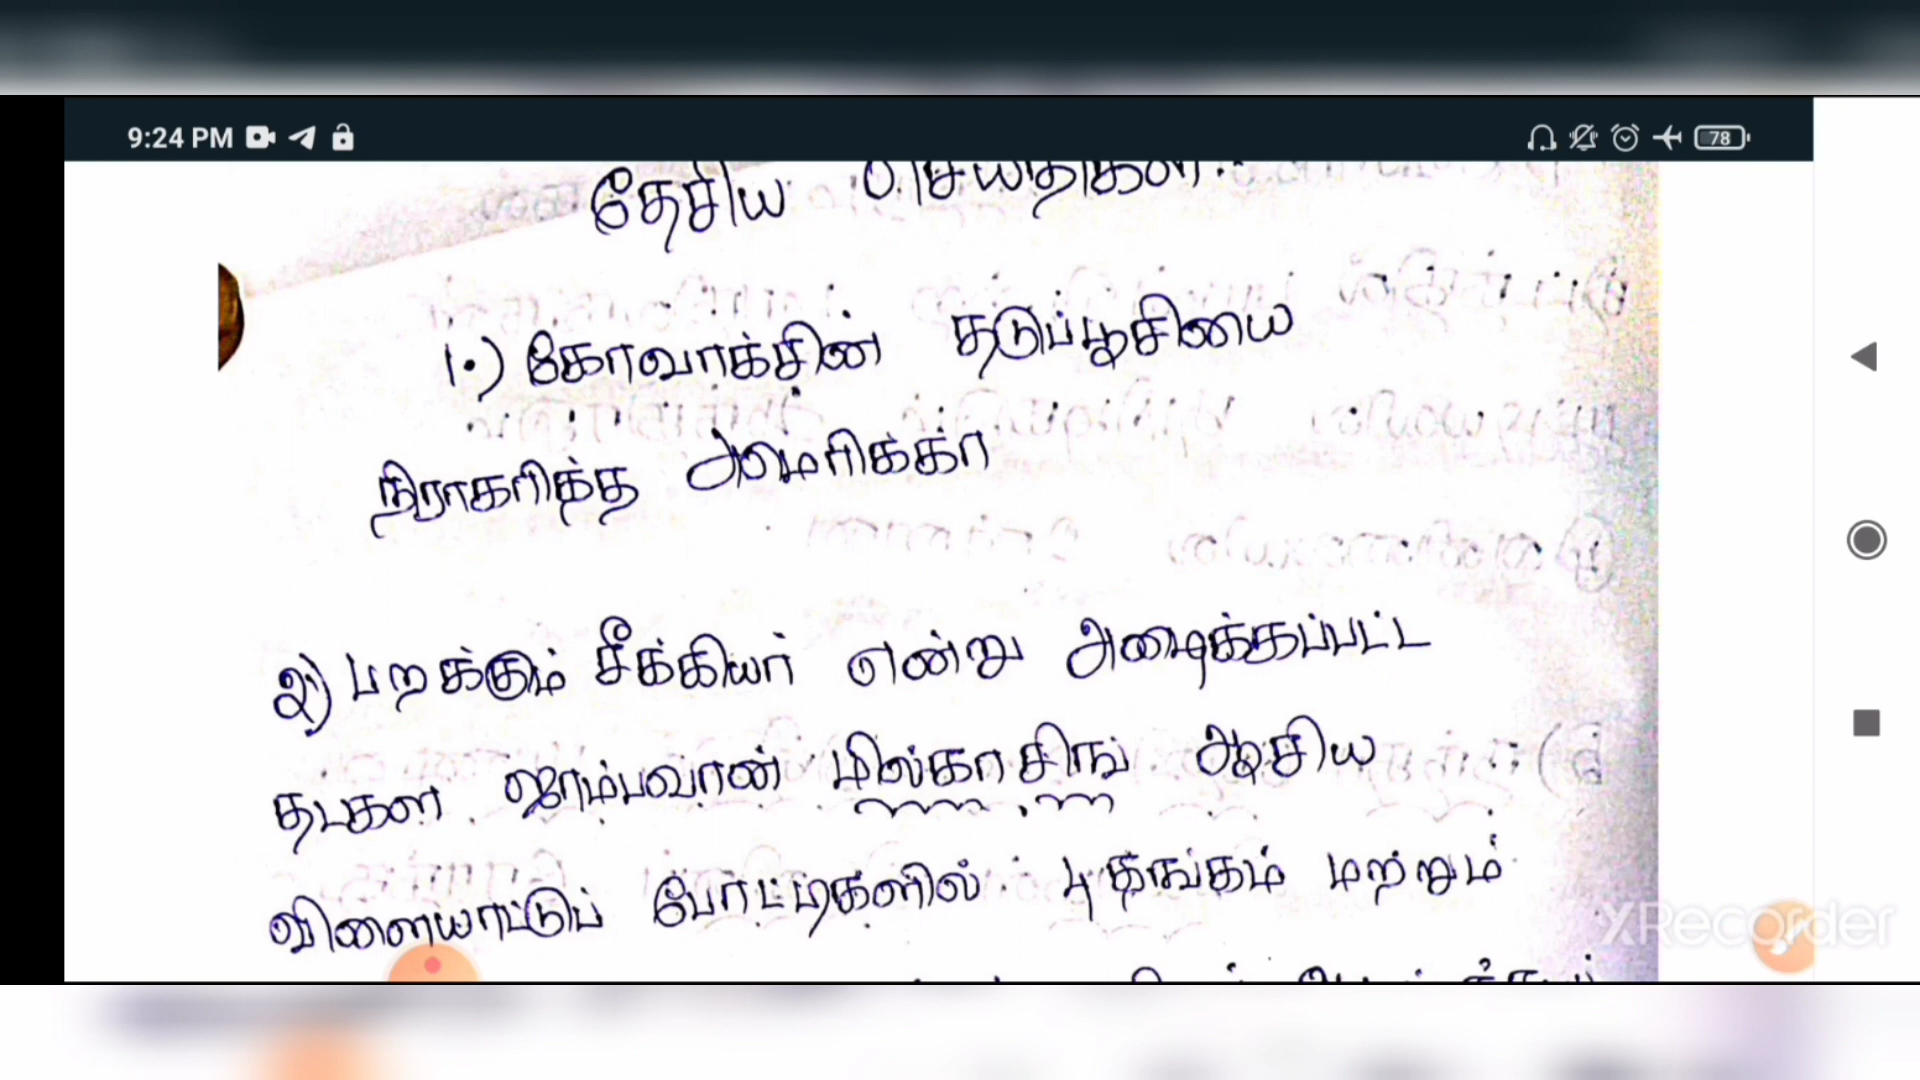 9:24 PM
78
தேசிய செய்திகள்.
1.) கோவாக்சின் தடுப்பூசியை
நிராகரித்த அமெரிக்கா
2) பறக்கும் சீக்கியர் என்று அழைக்கப்பட்ட
தடகள ஜாம்பவான் மில்காசிங் ஆசிய
விளையாட்டுப் போட்டிகளில் 4 தங்கம் மற்றும்
XRecorder